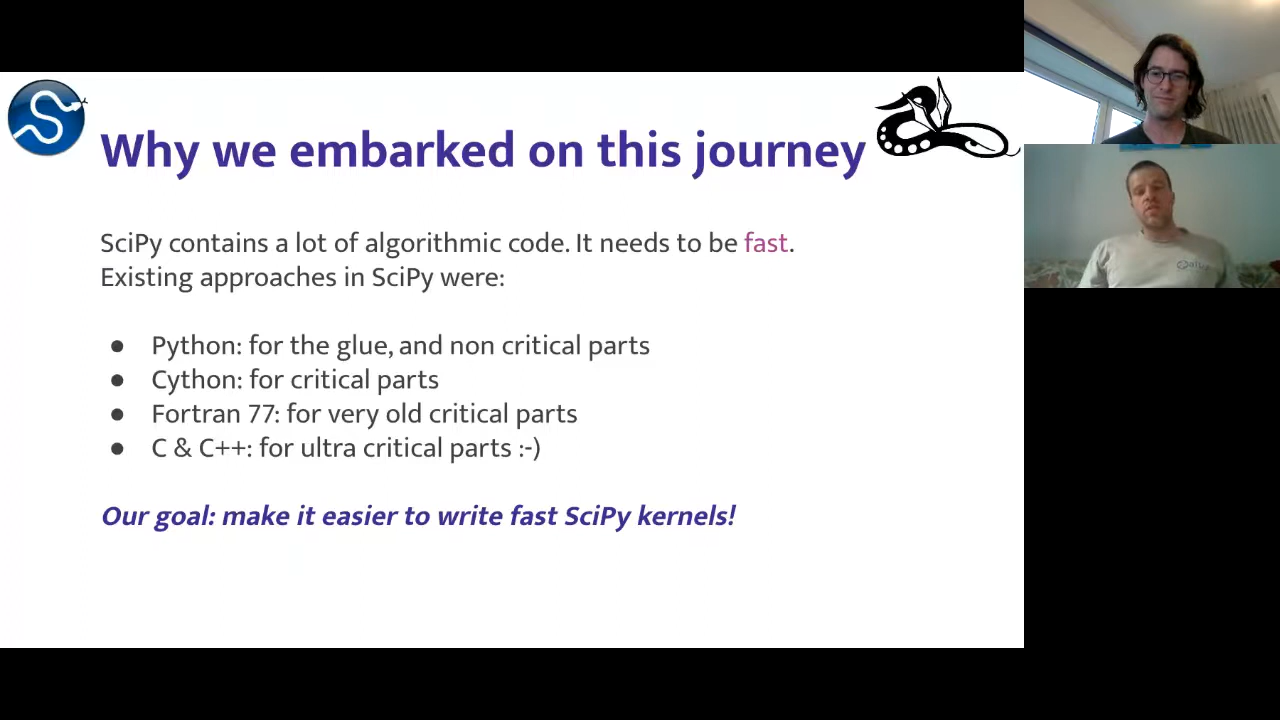 Why we embarked on this journey
SciPy contains a lot of algorithmic code. It needs to be fast.
Existing approaches in SciPy were:
● Python: for the glue, and non critical parts
● Cython: for critical parts
● Fortran 77: for very old critical parts
● C & C++: for ultra critical parts :-)
Our goal: make it easier to write fast SciPy kernels!